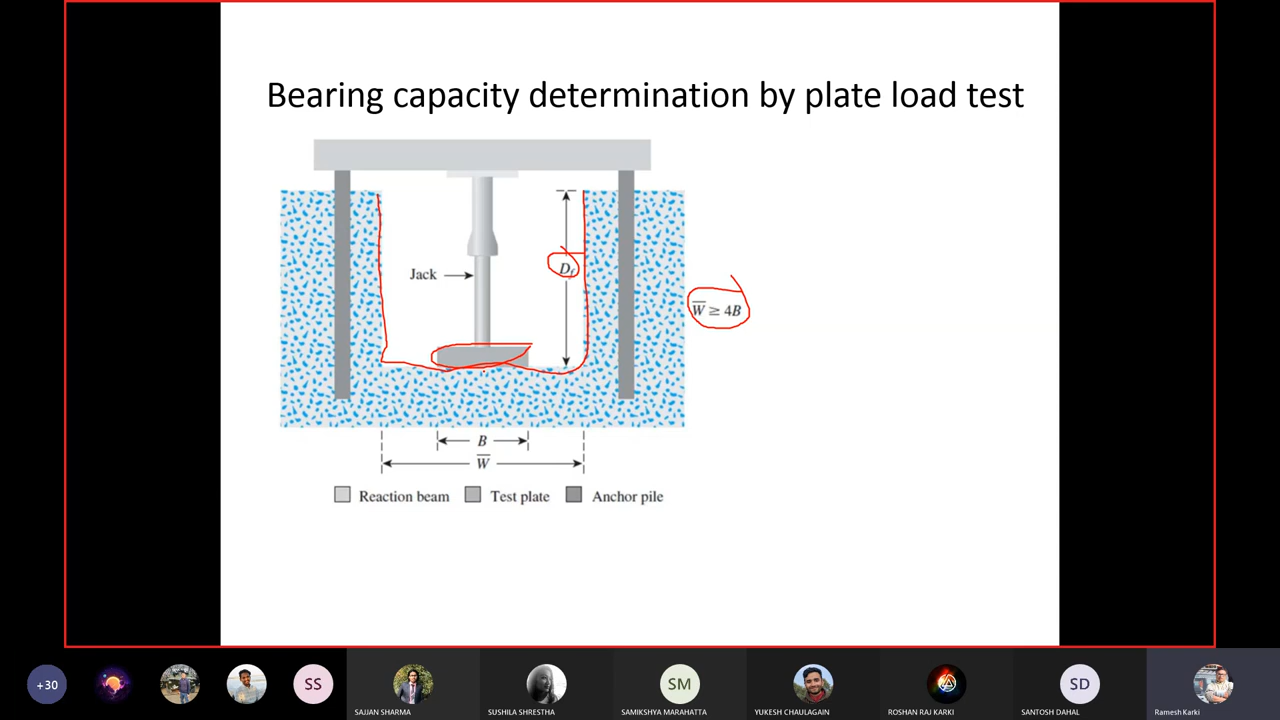 Bearing capacity determination by plate load test
Jack
D_f
W̅ ≥ 4B
B
W̅
Reaction beam Test plate Anchor pile
+30
SS
SM
SD
SAJJAN SHARMA
SUSHILA SHRESTHA
SAMIKSHYA MARAHATTA
YUKESH CHAULAGAIN
ROSHAN RAJ KARKI
SANTOSH DAHAL
Ramesh Karki